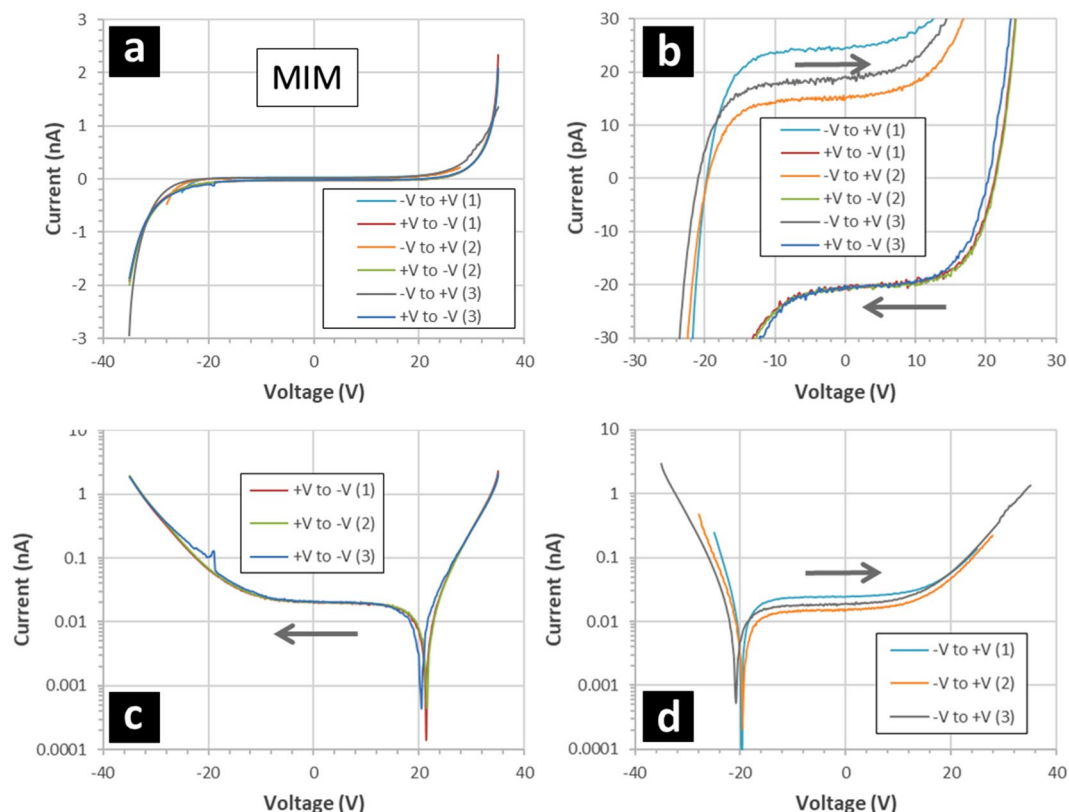 a
MIM
3
2
1
0
-1
-2
-3
Current (nA)
-V to +V (1)
+V to -V (1)
-V to +V (2)
+V to -V (2)
-V to +V (3)
+V to -V (3)
-40 -20 0 20 40
Voltage (V)
b
30
20
10
0
-10
-20
-30
Current (pA)
-V to +V (1)
+V to -V (1)
-V to +V (2)
+V to -V (2)
-V to +V (3)
+V to -V (3)
-30 -20 -10 0 10 20 30
Voltage (V)
10
1
0.1
0.01
0.001
0.0001
Current (nA)
+V to -V (1)
+V to -V (2)
+V to -V (3)
c
-40 -20 0 20 40
Voltage (V)
10
1
0.1
0.01
0.001
0.0001
Current (nA)
-V to +V (1)
-V to +V (2)
-V to +V (3)
d
-40 -20 0 20 40
Voltage (V)